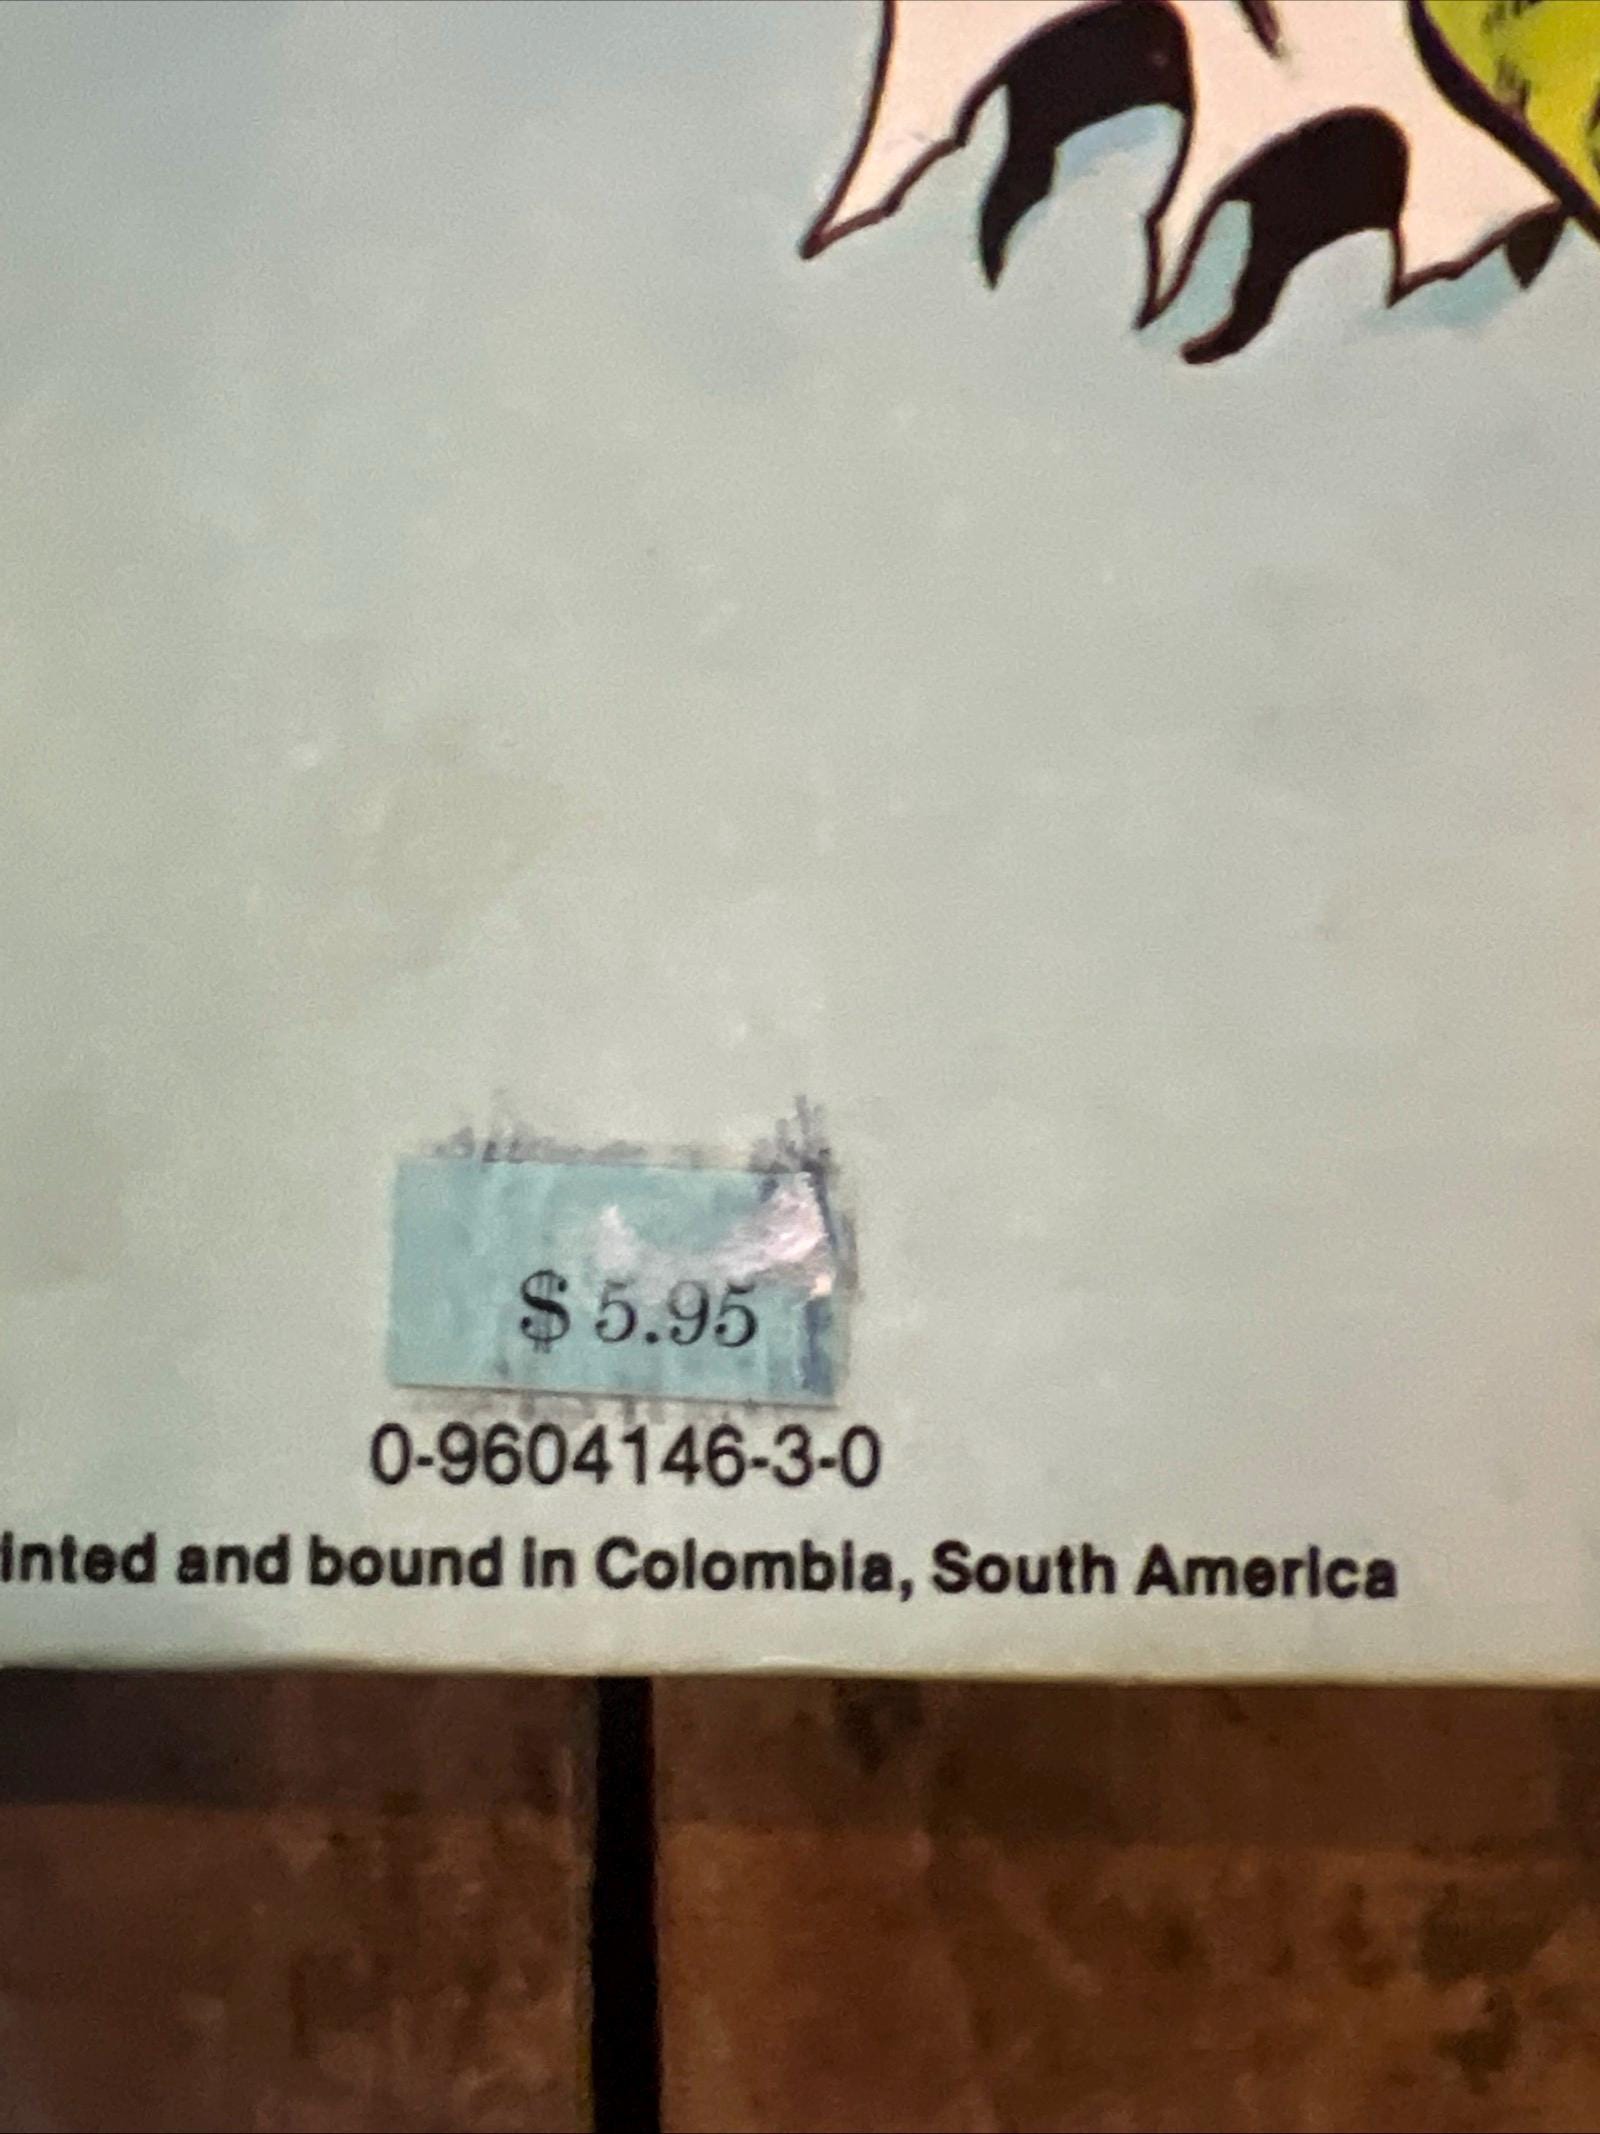 $ 5.95
0-9604146-3-0
inted and bound in Colombia, South America